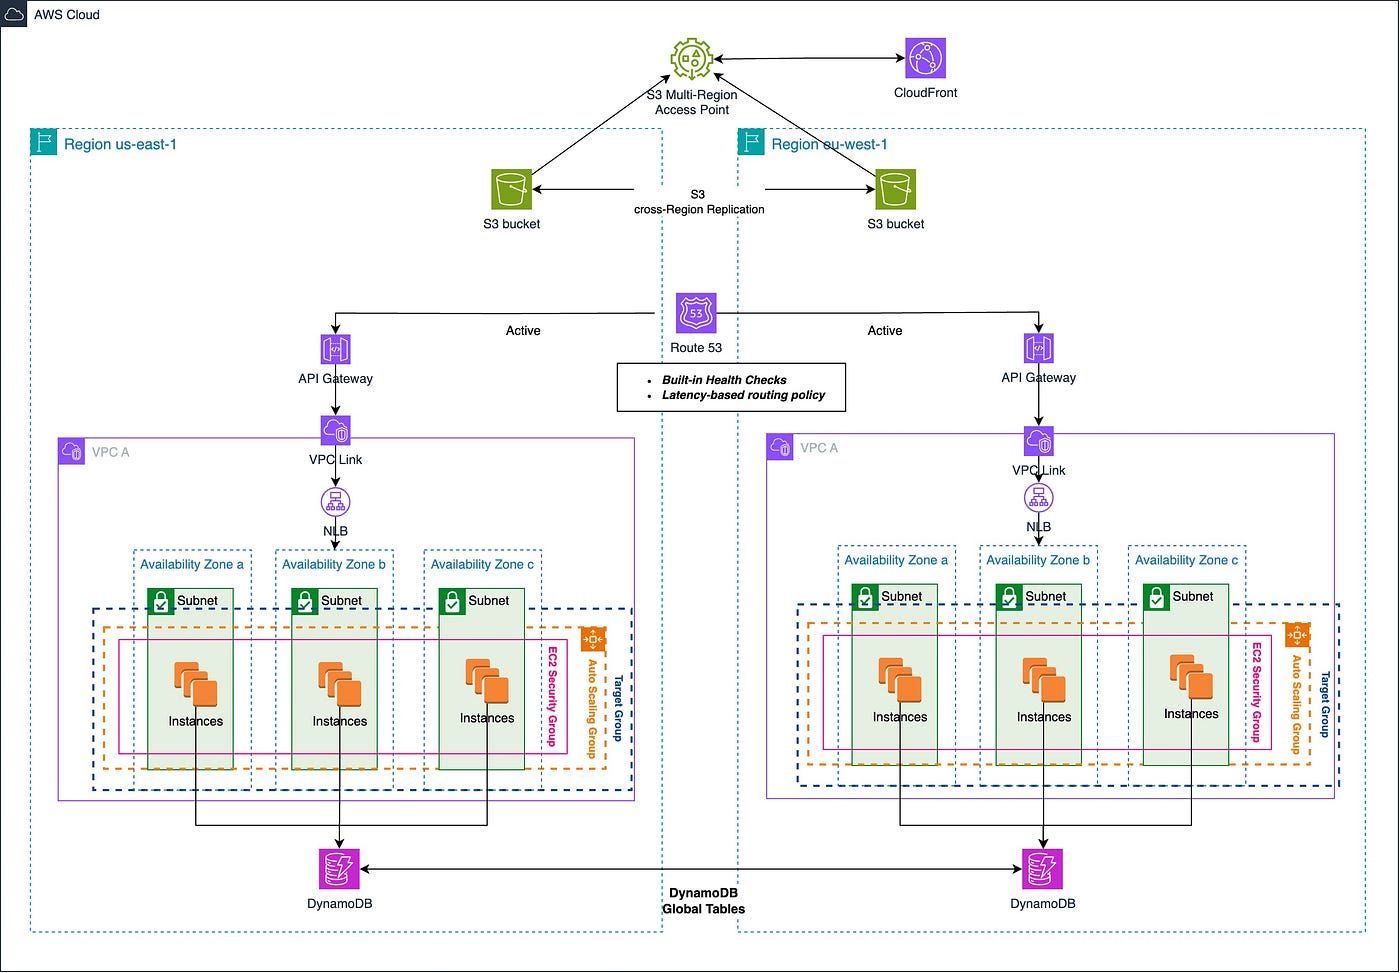 AWS Cloud
S3 Multi-Region
Access Point
CloudFront
Region us-east-1
Region eu-west-1
S3 bucket
S3
cross-Region Replication
S3 bucket
53
Active
Active
Route 53
API Gateway
API Gateway
Built-in Health Checks
Latency-based routing policy
VPC A
VPC Link
NLB
Availability Zone a
Availability Zone b
Availability Zone c
Subnet
Subnet
Subnet
Instances
Instances
Instances
EC2 Security Group
Auto Scaling Group
Target Group
VPC A
VPC Link
NLB
Availability Zone a
Availability Zone b
Availability Zone c
Subnet
Subnet
Subnet
Instances
Instances
Instances
EC2 Security Group
Auto Scaling Group
Target Group
DynamoDB
DynamoDB
Global Tables
DynamoDB